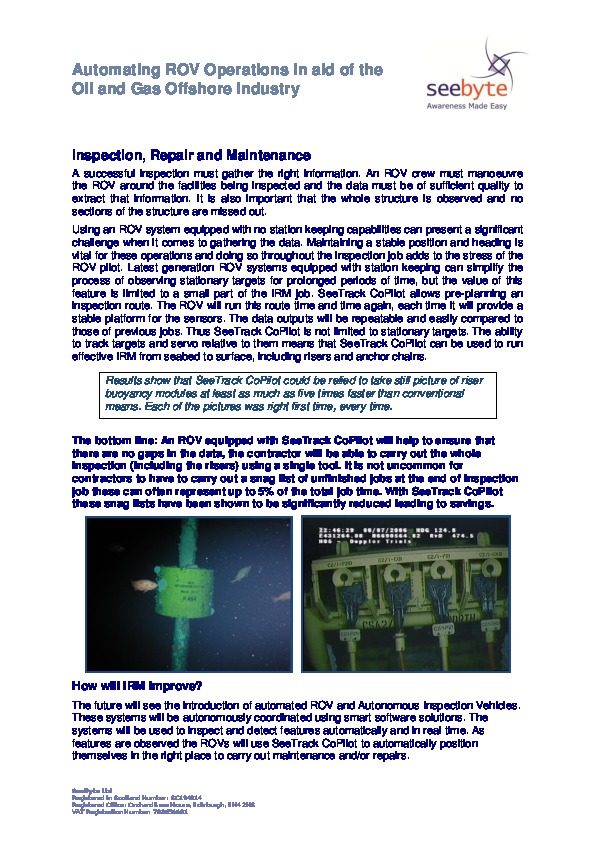 Automating ROV Operations in aid of the
Oil and Gas Offshore Industry
seebyte
Awareness Made Easy
Inspection, Repair and Maintenance
A successful inspection must gather the right information. An ROV crew must manoeuvre
the ROV around the facilities being inspected and the data must be of sufficient quality to
extract that information. It is also important that the whole structure is observed and no
sections of the structure are missed out.
Using an ROV system equipped with no station keeping capabilities can present a significant
challenge when it comes to gathering the data. Maintaining a stable position and heading is
vital for these operations and doing so throughout the inspection job adds to the stress of the
ROV pilot. Latest generation ROV systems equipped with station keeping can simplify the
process of observing stationary targets for prolonged periods of time, but the value of this
feature is limited to a small part of the IRM job. SeeTrack CoPilot allows pre-planning an
inspection route. The ROV will run this route time and time again, each time it will provide a
stable platform for the sensors. The data outputs will be repeatable and easily compared to
those of previous jobs. Thus SeeTrack CoPilot is not limited to stationary targets. The ability
to track targets and servo relative to them means that SeeTrack CoPilot can be used to run
effective IRM from seabed to surface, including risers and anchor chains.
Results show that SeeTrack CoPilot could be relied to take still picture of riser
buoyancy modules at least as much as five times faster than conventional
means. Each of the pictures was right first time, every time.
The bottom line: An ROV equipped with SeeTrack CoPilot will help to ensure that
there are no gaps in the data, the contractor will be able to carry out the whole
inspection (including the risers) using a single tool. It is not uncommon for
contractors to have to carry out a snag list of unfinished jobs at the end of inspection
job these can often represent up to 5% of the total job time. With SeeTrack CoPilot
these snag lists have been shown to be significantly reduced leading to savings.
22:46:29 09/07/2006 HDG 124.5
Doppler Trials
How will IRM improve?
The future will see the introduction of automated ROV and Autonomous Inspection Vehicles.
These systems will be autonomously coordinated using smart software solutions. The
systems will be used to inspect and detect features automatically and in real time. As
features are observed the ROVs will use SeeTrack CoPilot to automatically position
themselves in the right place to carry out maintenance and/or repairs.
SeeByte Ltd
Registered in Scotland Number:
Registered Office: Orchard Brae House, Edinburgh, EH4 2HS
VAT Registration Number: